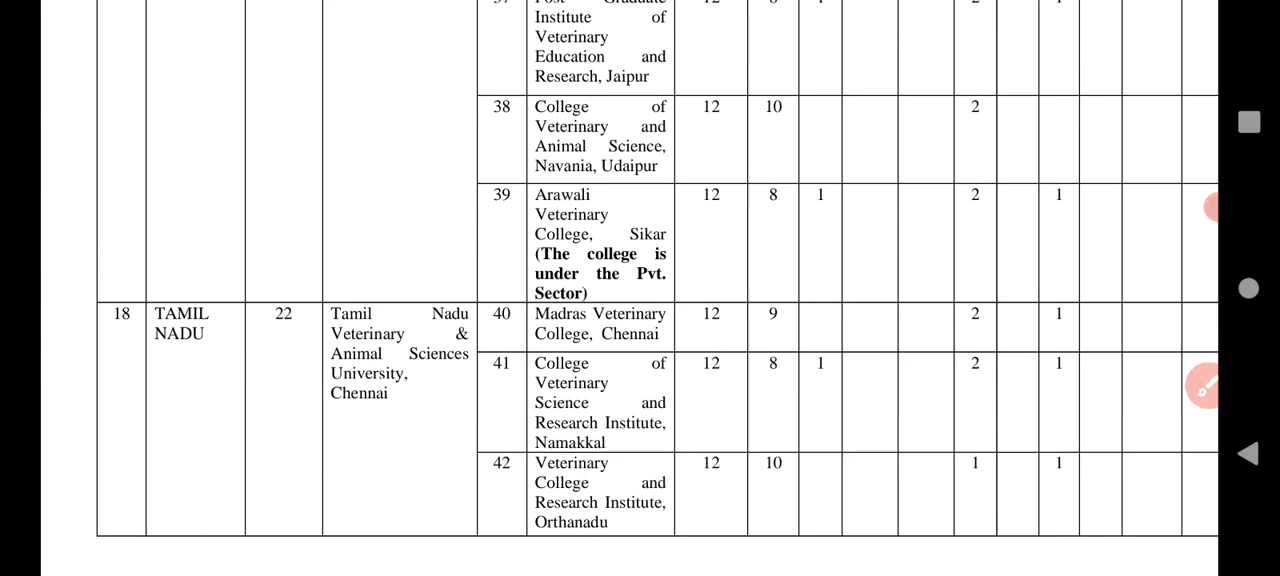 Institute of
Veterinary
Education and
Research, Jaipur
38 College of 12 10 2
Veterinary and
Animal Science,
Navania, Udaipur
39 Arawali 12 8 1 2 1
Veterinary
College, Sikar
(The college is
under the Pvt.
Sector)
18 TAMIL 22 Tamil Nadu 40 Madras Veterinary 12 9 2 1
NADU Veterinary & College, Chennai
Animal Sciences
University,
Chennai
41 College of 12 8 1 2 1
Veterinary
Science and
Research Institute,
Namakkal
42 Veterinary 12 10 1 1
College and
Research Institute,
Orthanadu